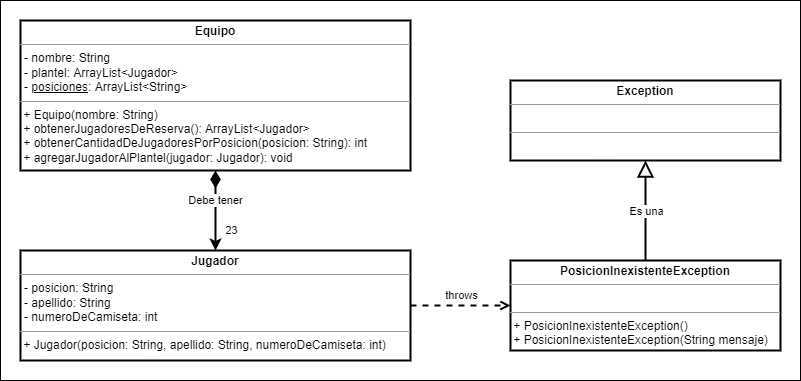 Equipo
- nombre: String
- plantel: ArrayList<Jugador>
- posiciones: ArrayList<String>
+ Equipo(nombre: String)
+ obtenerJugadoresDeReserva(): ArrayList<Jugador>
+ obtenerCantidadDeJugadoresPorPosicion(posicion: String): int
+ agregarJugadorAlPlantel(jugador: Jugador): void
Debe tener
23
Jugador
- posicion: String
- apellido: String
- numeroDeCamiseta: int
+ Jugador(posicion: String, apellido: String, numeroDeCamiseta: int)
throws
Exception
Es una
PosicionInexistenteException
+ PosicionInexistenteException()
+ PosicionInexistenteException(String mensaje)